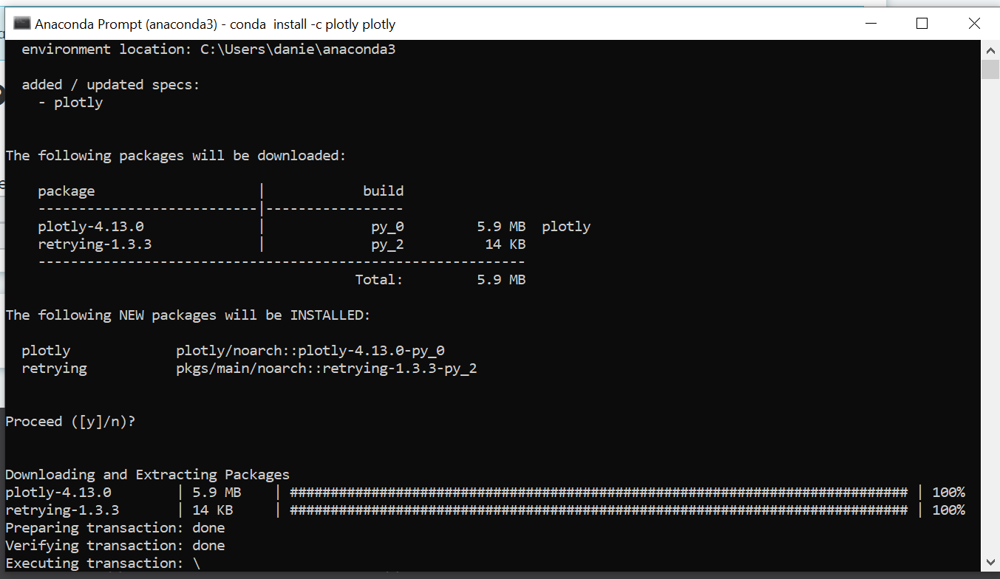 Anaconda Prompt (anaconda3) - conda  install -c plotly plotly
  environment location: C:\Users\danie\anaconda3
  added / updated specs:
    - plotly
The following packages will be downloaded:
    package                    |            build
    ---------------------------|-----------------
    plotly-4.13.0              |             py_0         5.9 MB  plotly
    retrying-1.3.3             |             py_2          14 KB
    ------------------------------------------------------------
                                           Total:         5.9 MB
The following NEW packages will be INSTALLED:
  plotly             plotly/noarch::plotly-4.13.0-py_0
  retrying           pkgs/main/noarch::retrying-1.3.3-py_2
Proceed ([y]/n)?
Downloading and Extracting Packages
plotly-4.13.0        | 5.9 MB    | ############################################################################ | 100%
retrying-1.3.3       | 14 KB     | ############################################################################ | 100%
Preparing transaction: done
Verifying transaction: done
Executing transaction: \